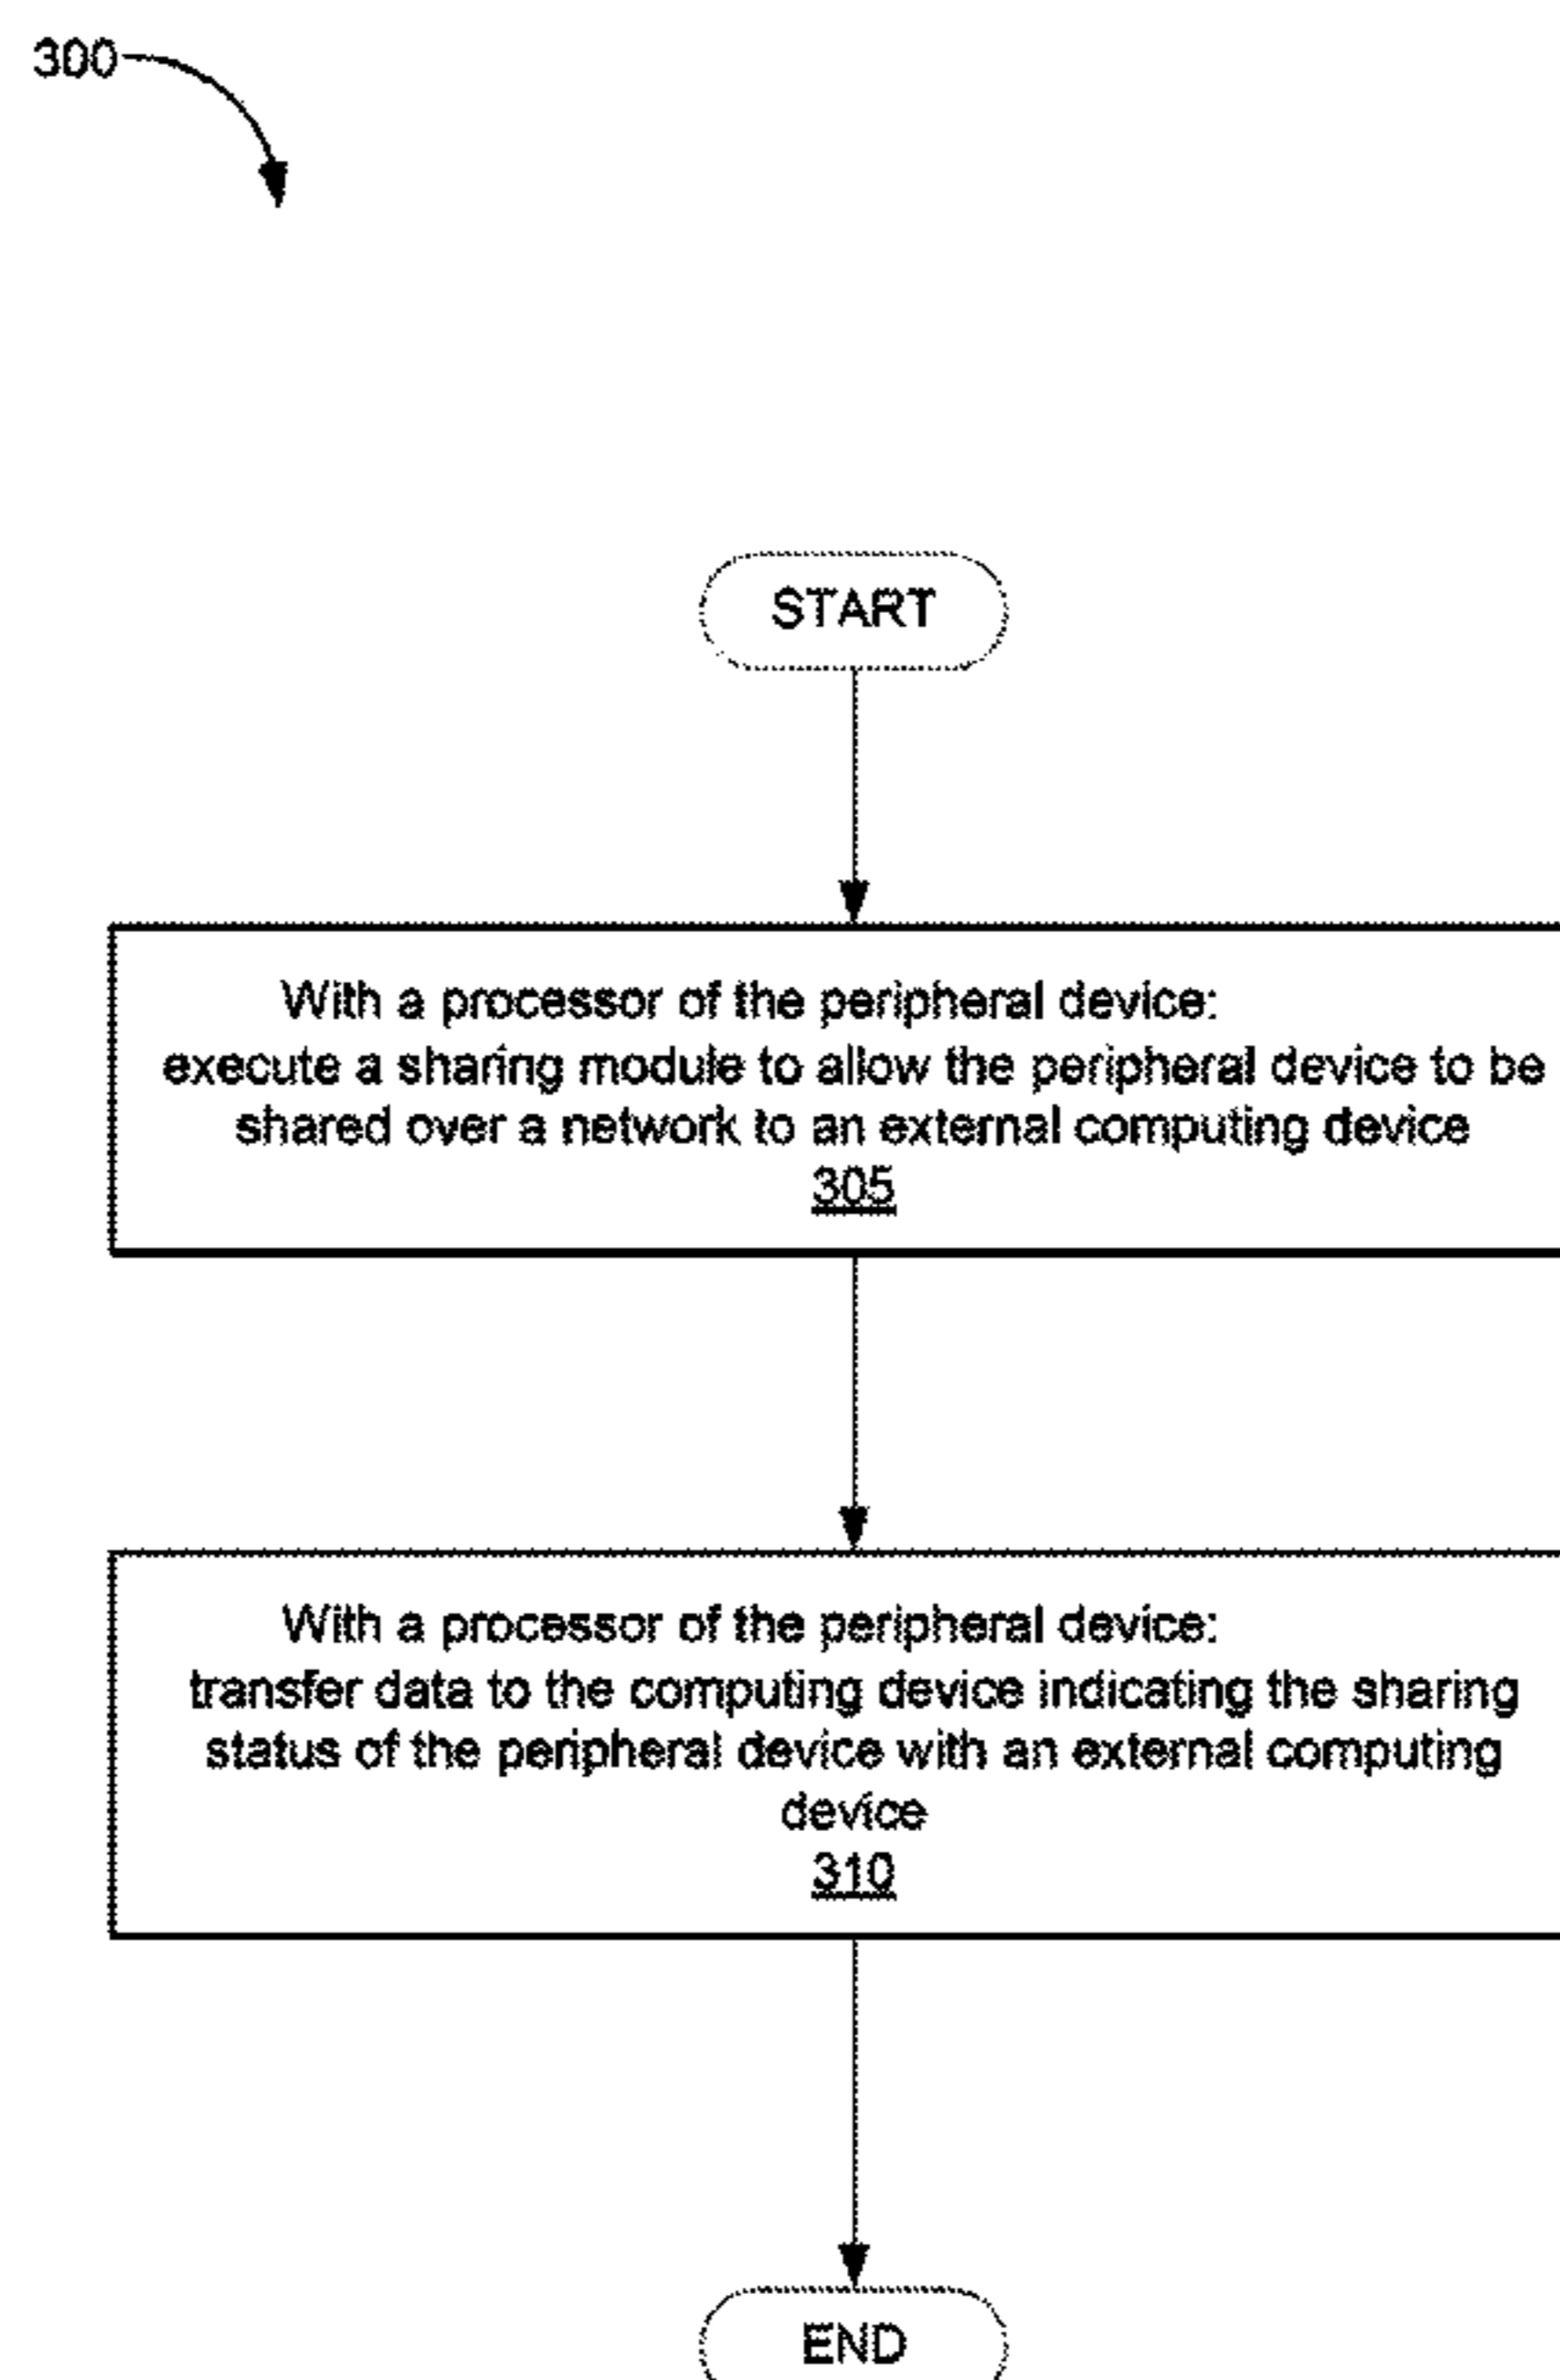 300
START
With a processor of the peripheral device:
execute a sharing module to allow the peripheral device to be
shared over a network to an external computing device
305
With a processor of the peripheral device:
transfer data to the computing device indicating the sharing
status of the peripheral device with an external computing
device
310
END